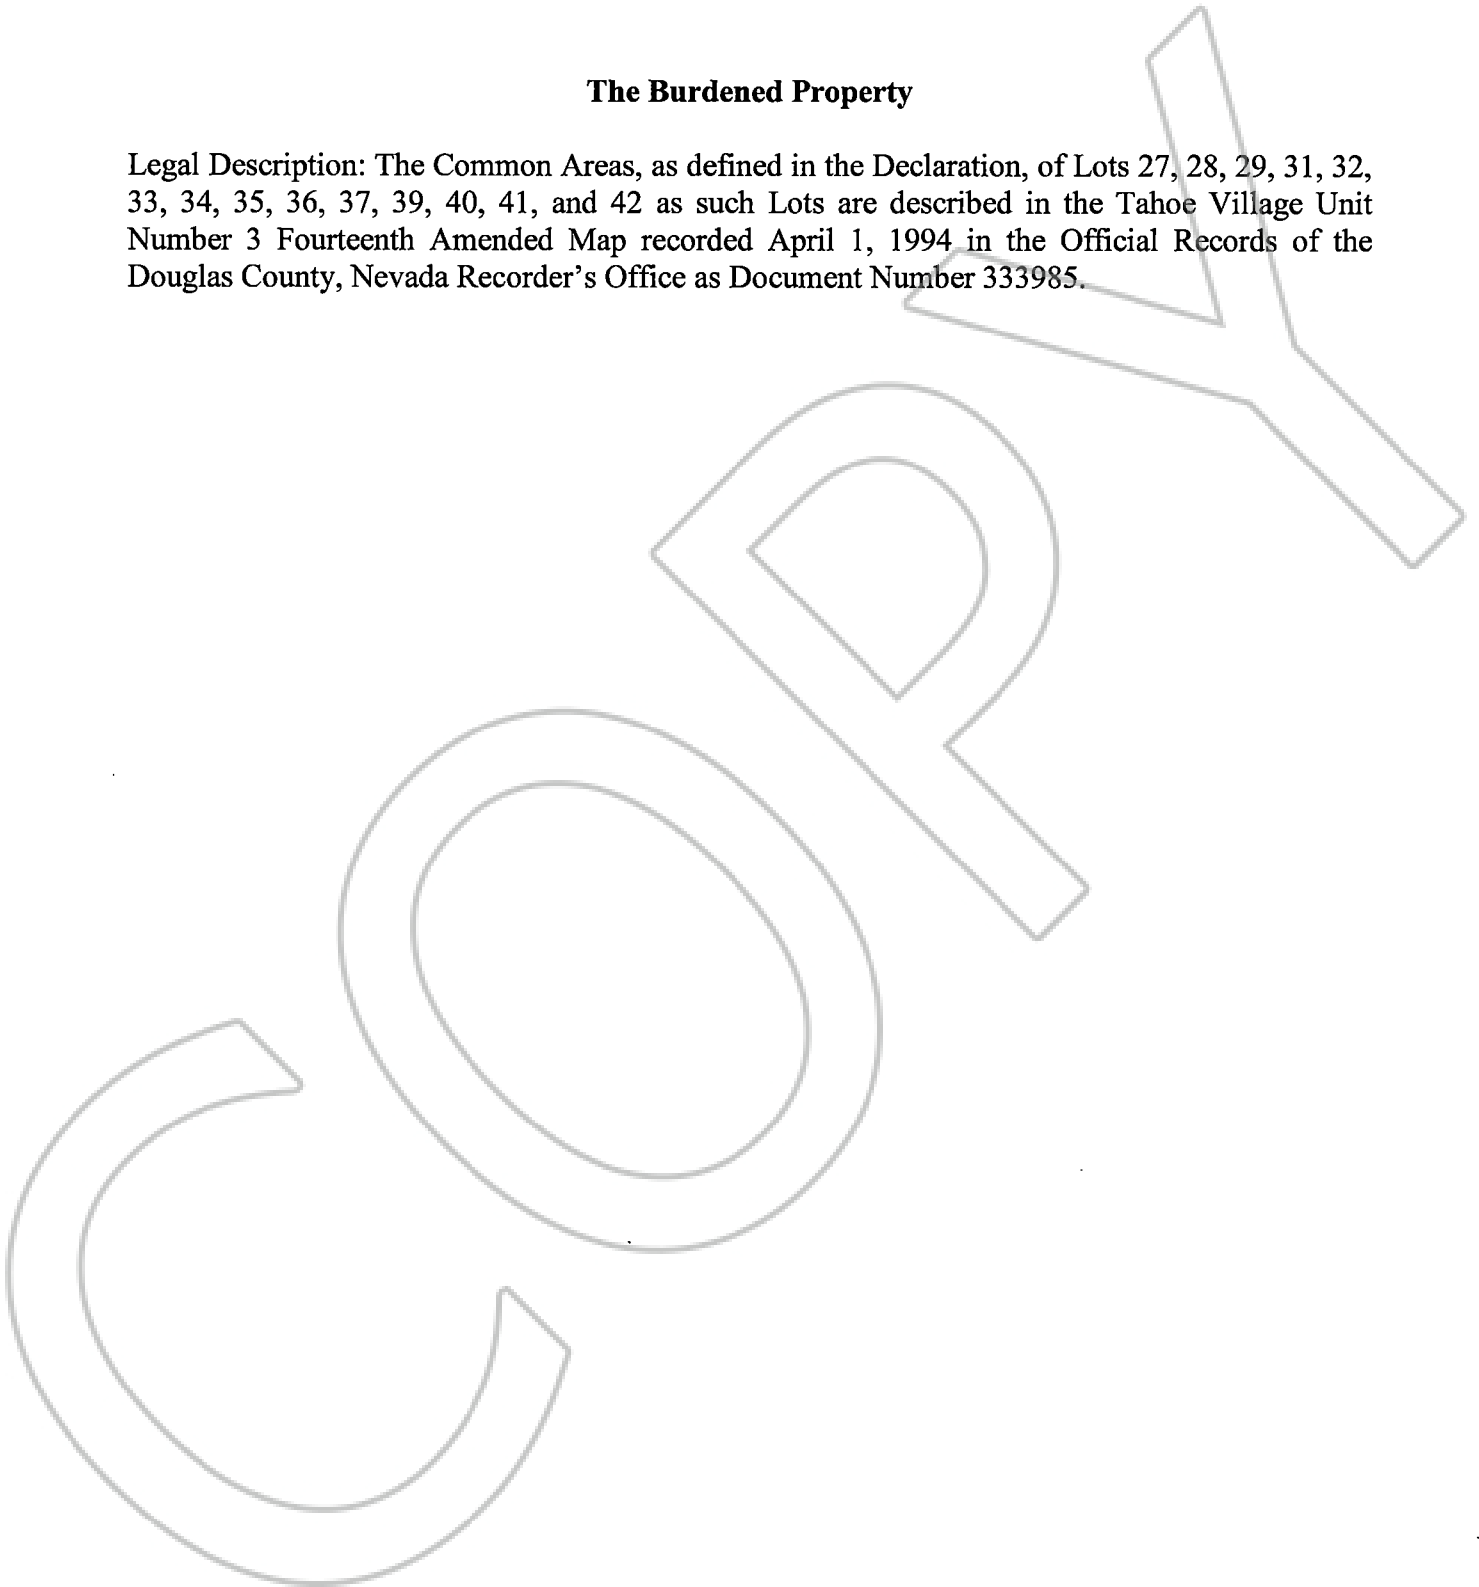 The Burdened Property
Legal Description: The Common Areas, as defined in the Declaration, of Lots 27, 28, 29, 31, 32,
33, 34, 35, 36, 37, 39, 40, 41, and 42 as such Lots are described in the Tahoe Village Unit
Number 3 Fourteenth Amended Map recorded April 1, 1994 in the Official Records of the
Douglas County, Nevada Recorder's Office as Document Number 333985.
COPY